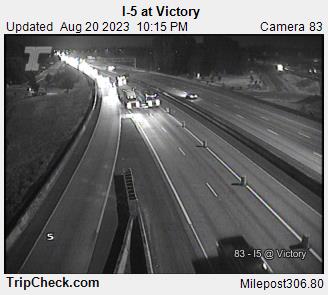 I-5 at Victory
Updated Aug 20 2023 10:15 PM Camera 83
T
S
83 - I5 @ Victory
TripCheck.com Milepost306.80